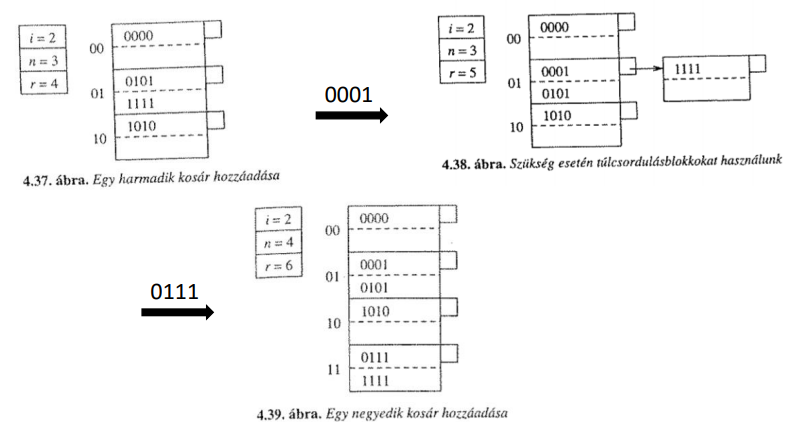 i = 2
n = 3
r = 4
00
0000
01
0101
1111
10
1010
4.37. ábra. Egy harmadik kosár hozzáadása
0001
i = 2
n = 3
r = 5
00
0000
01
0001
0101
1111
10
1010
4.38. ábra. Szükség esetén túlcsordulásblokkokat használunk
0111
i = 2
n = 4
r = 6
00
0000
01
0001
0101
10
1010
11
0111
1111
4.39. ábra. Egy negyedik kosár hozzáadása